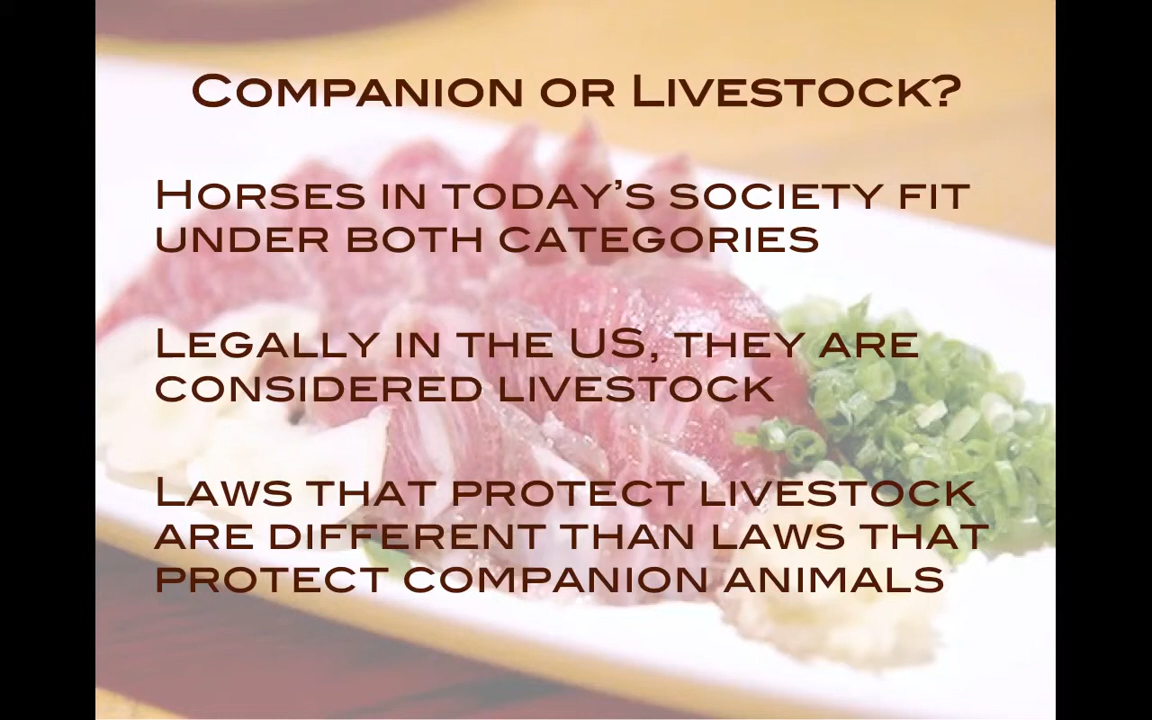 Companion or Livestock?
Horses in today’s society fit
under both categories
Legally in the US, they are
considered livestock
Laws that protect livestock
are different than laws that
protect companion animals